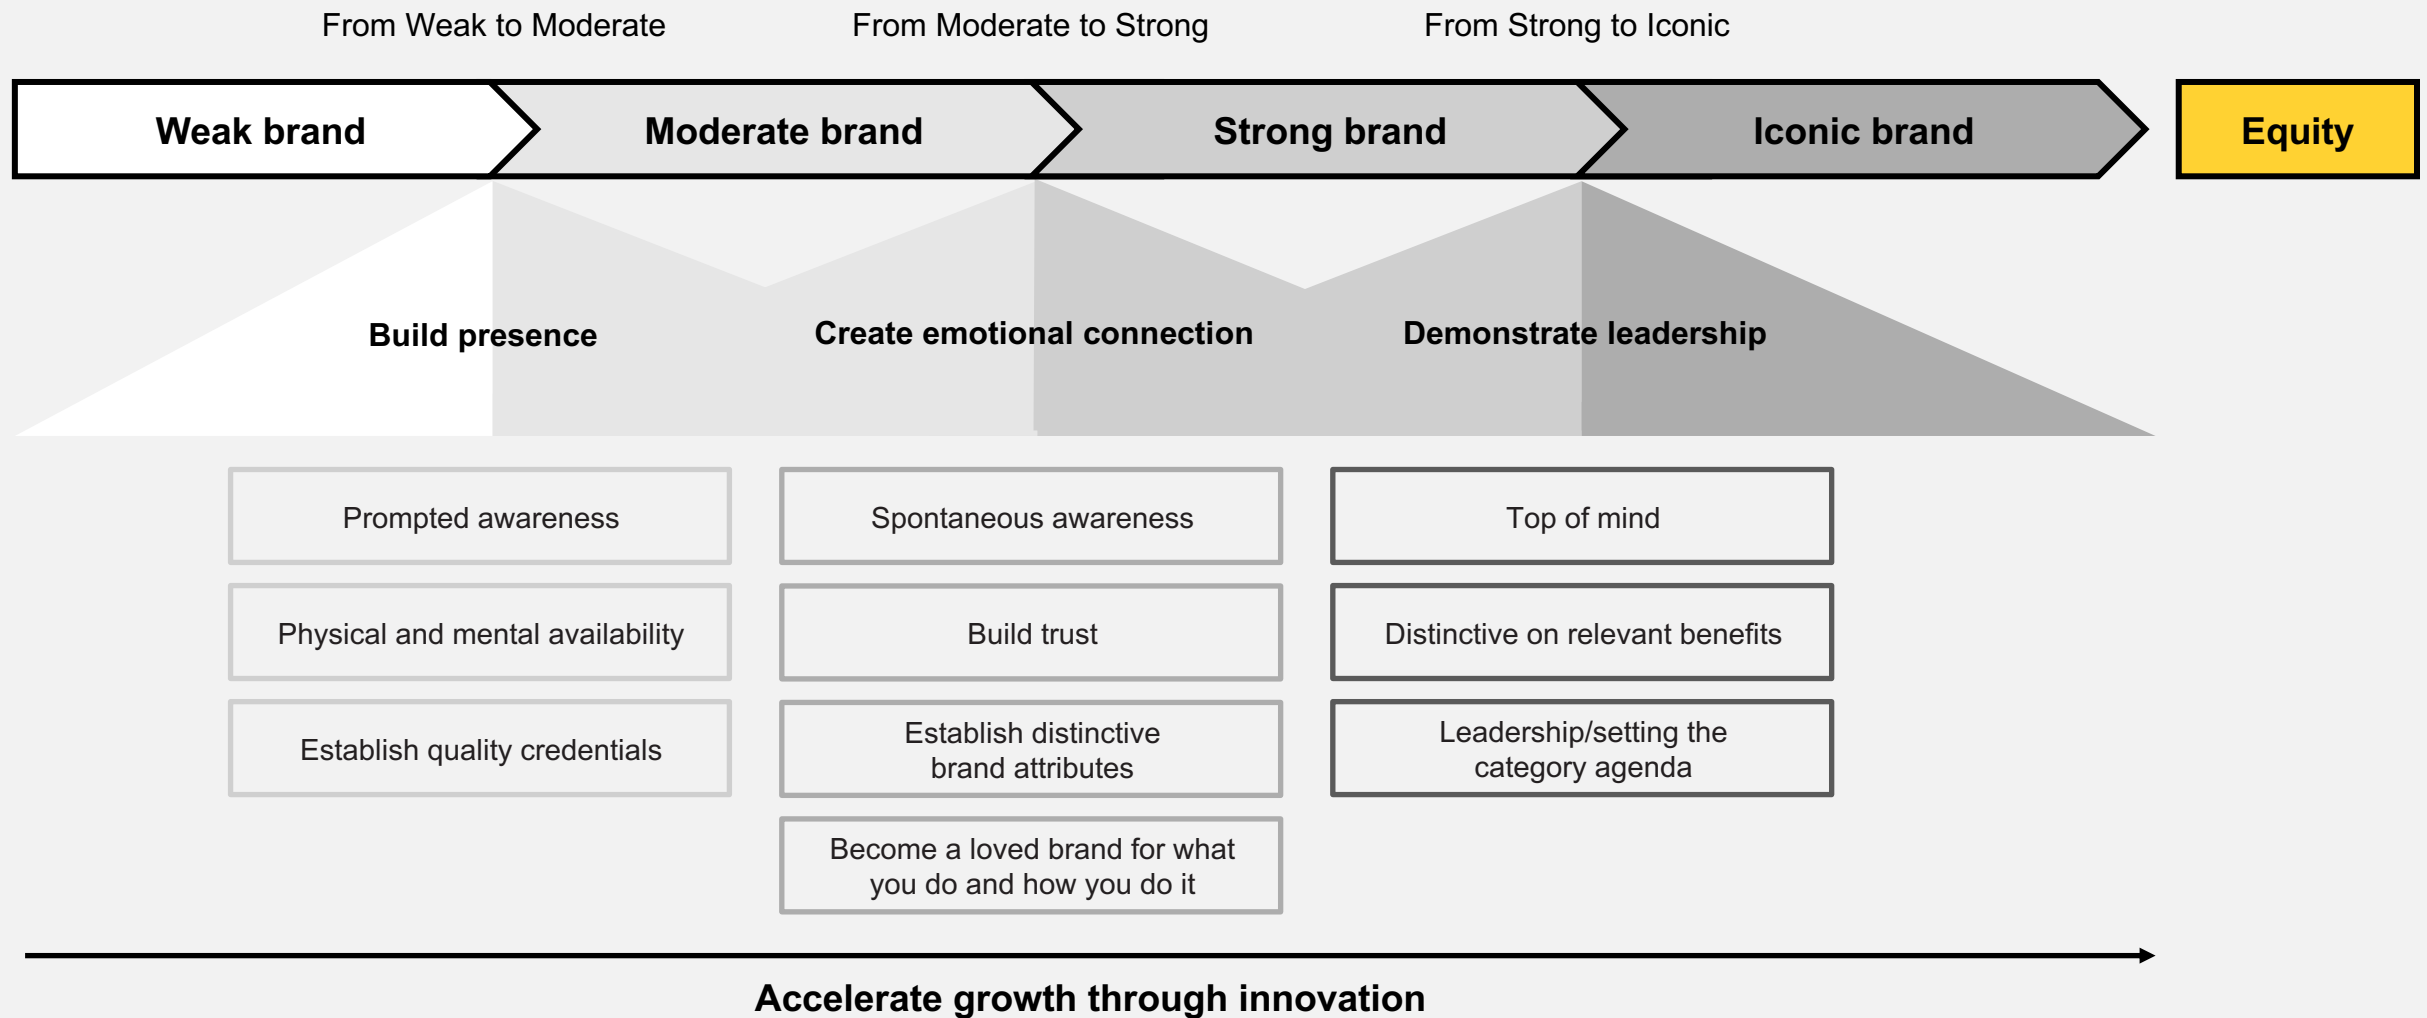 From Weak to Moderate
From Moderate to Strong
From Strong to Iconic
Weak brand
Moderate brand
Strong brand
Iconic brand
Equity
Build presence
Create emotional connection
Demonstrate leadership
Prompted awareness
Spontaneous awareness
Top of mind
Physical and mental availability
Build trust
Distinctive on relevant benefits
Establish quality credentials
Establish distinctive
brand attributes
Leadership/setting the
category agenda
Become a loved brand for what
you do and how you do it
Accelerate growth through innovation